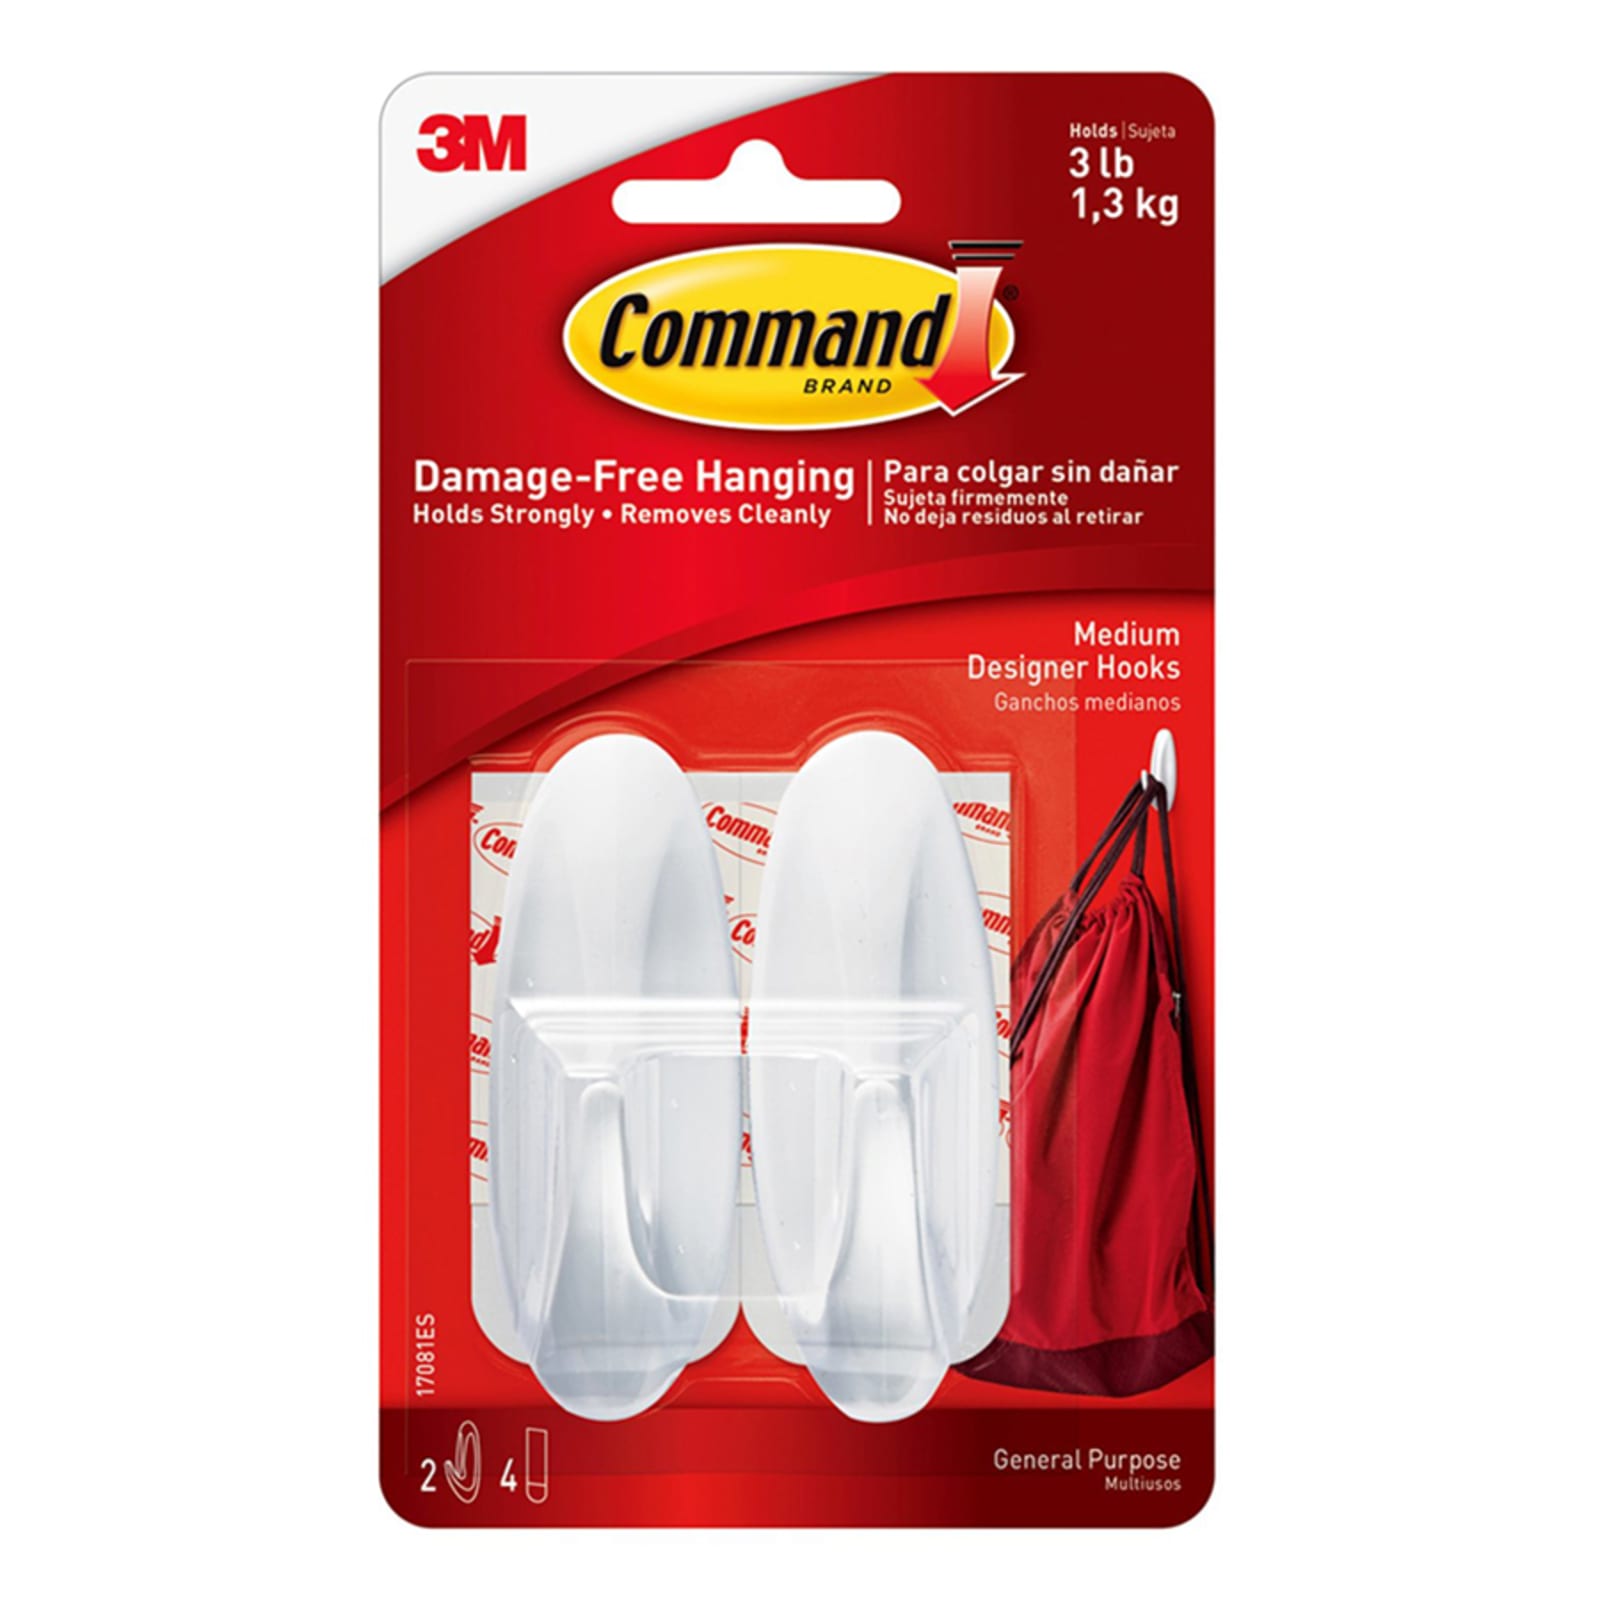 3M
Holds | Sujeta
3 lb
1,3 kg
Command
BRAND
Damage-Free Hanging
Holds Strongly • Removes Cleanly
Para colgar sin dañar
Sujeta firmemente
No deja residuos al retirar
Medium
Designer Hooks
Ganchos medianos
17081ES
2
4
General Purpose
Multiusos